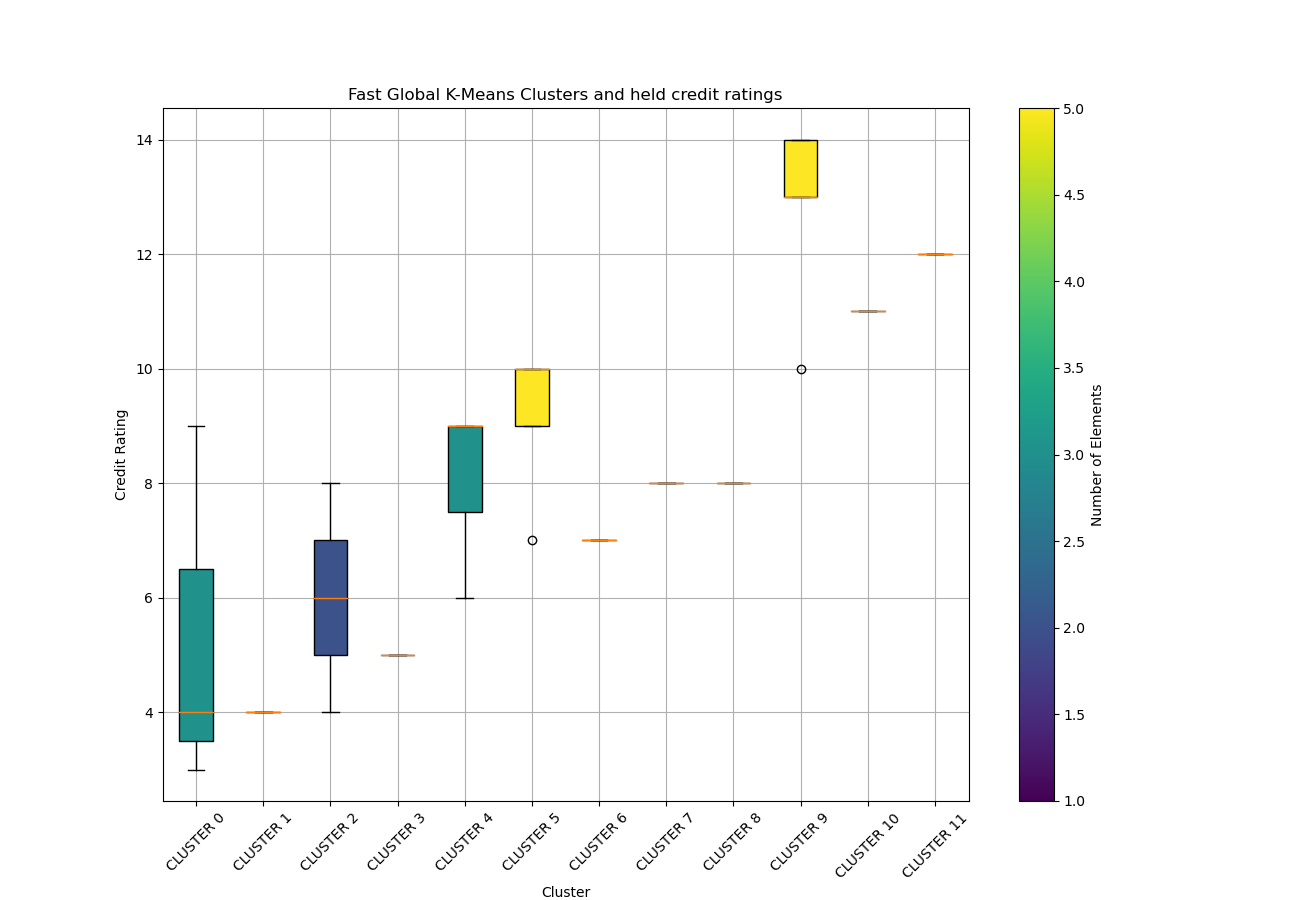 Fast Global K-Means Clusters and held credit ratings
14
12
10
8
6
4
Credit Rating
CLUSTER 0
CLUSTER 1
CLUSTER 2
CLUSTER 3
CLUSTER 4
CLUSTER 5
CLUSTER 6
CLUSTER 7
CLUSTER 8
CLUSTER 9
CLUSTER 10
CLUSTER 11
Cluster
5.0
4.5
4.0
3.5
3.0
2.5
2.0
1.5
1.0
Number of Elements